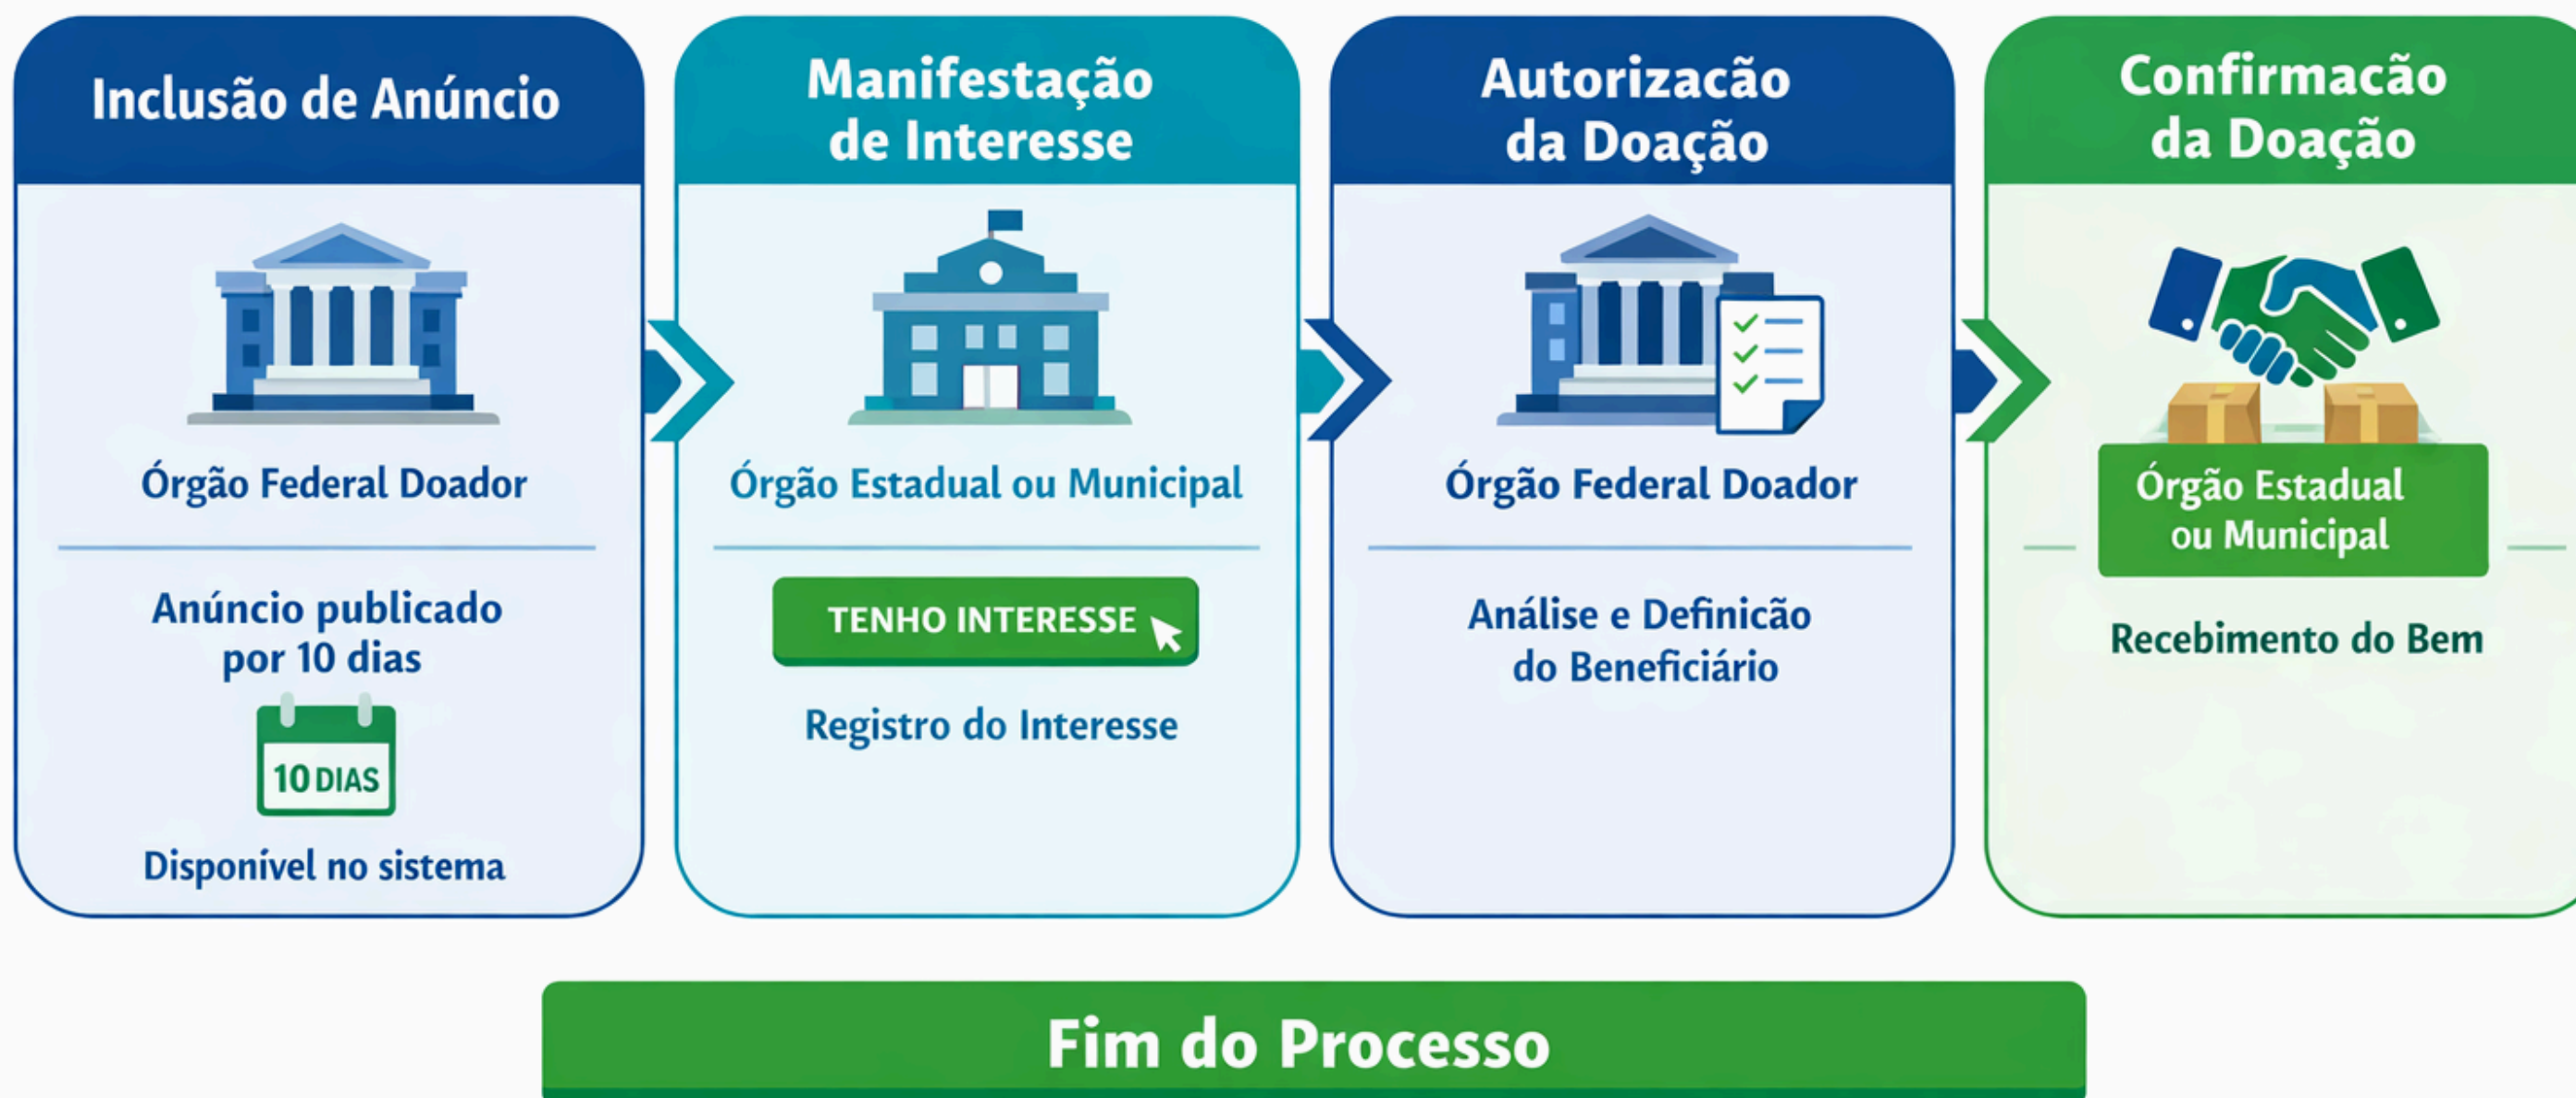 Inclusão de Anúncio
Órgão Federal Doador
Anúncio publicado
por 10 dias
10 DIAS
Disponível no sistema
Manifestação
de Interesse
Órgão Estadual ou Municipal
TENHO INTERESSE
Registro do Interesse
Autorizacão
da Doação
Órgão Federal Doador
Análise e Definicão
do Beneficiário
Confirmacão
da Doação
Órgão Estadual
ou Municipal
Recebimento do Bem
Fim do Processo